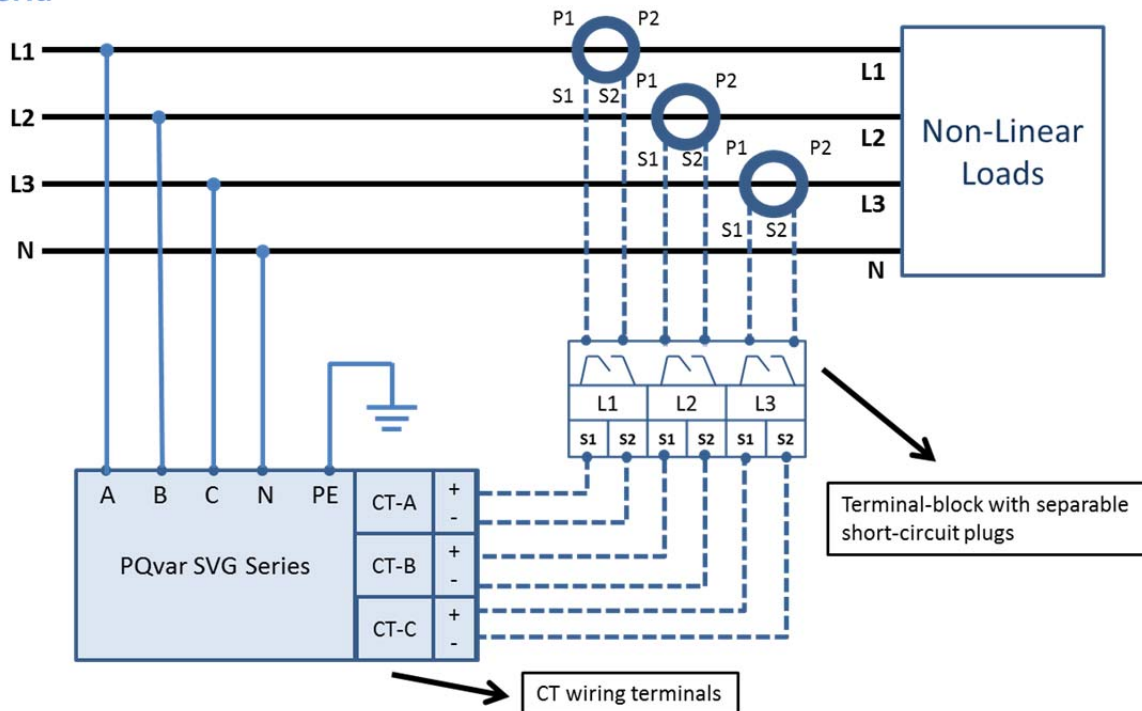 P1 P2
L1
P1 P2
L1
S1 S2
L2
P1 P2
L2
S1 S2
Non-Linear
Loads
L3
L3
S1 S2
N
N
L1 L2 L3
S1 S2 S1 S2 S1 S2
A B C N PE
CT-A + -
CT-B + -
CT-C + -
PQvar SVG Series
Terminal-block with separable
short-circuit plugs
CT wiring terminals